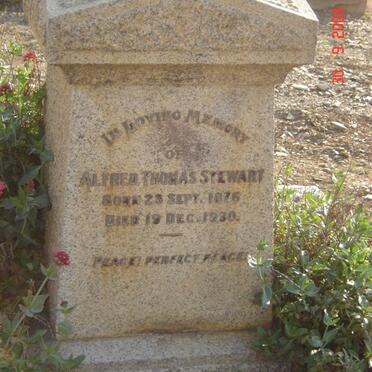 IN LOVING MEMORY
OF
ALFRED THOMAS STEWART
BORN 23 SEPT. 1876
DIED 19 DEC. 1930.
PEACE! PERFECT PEACE